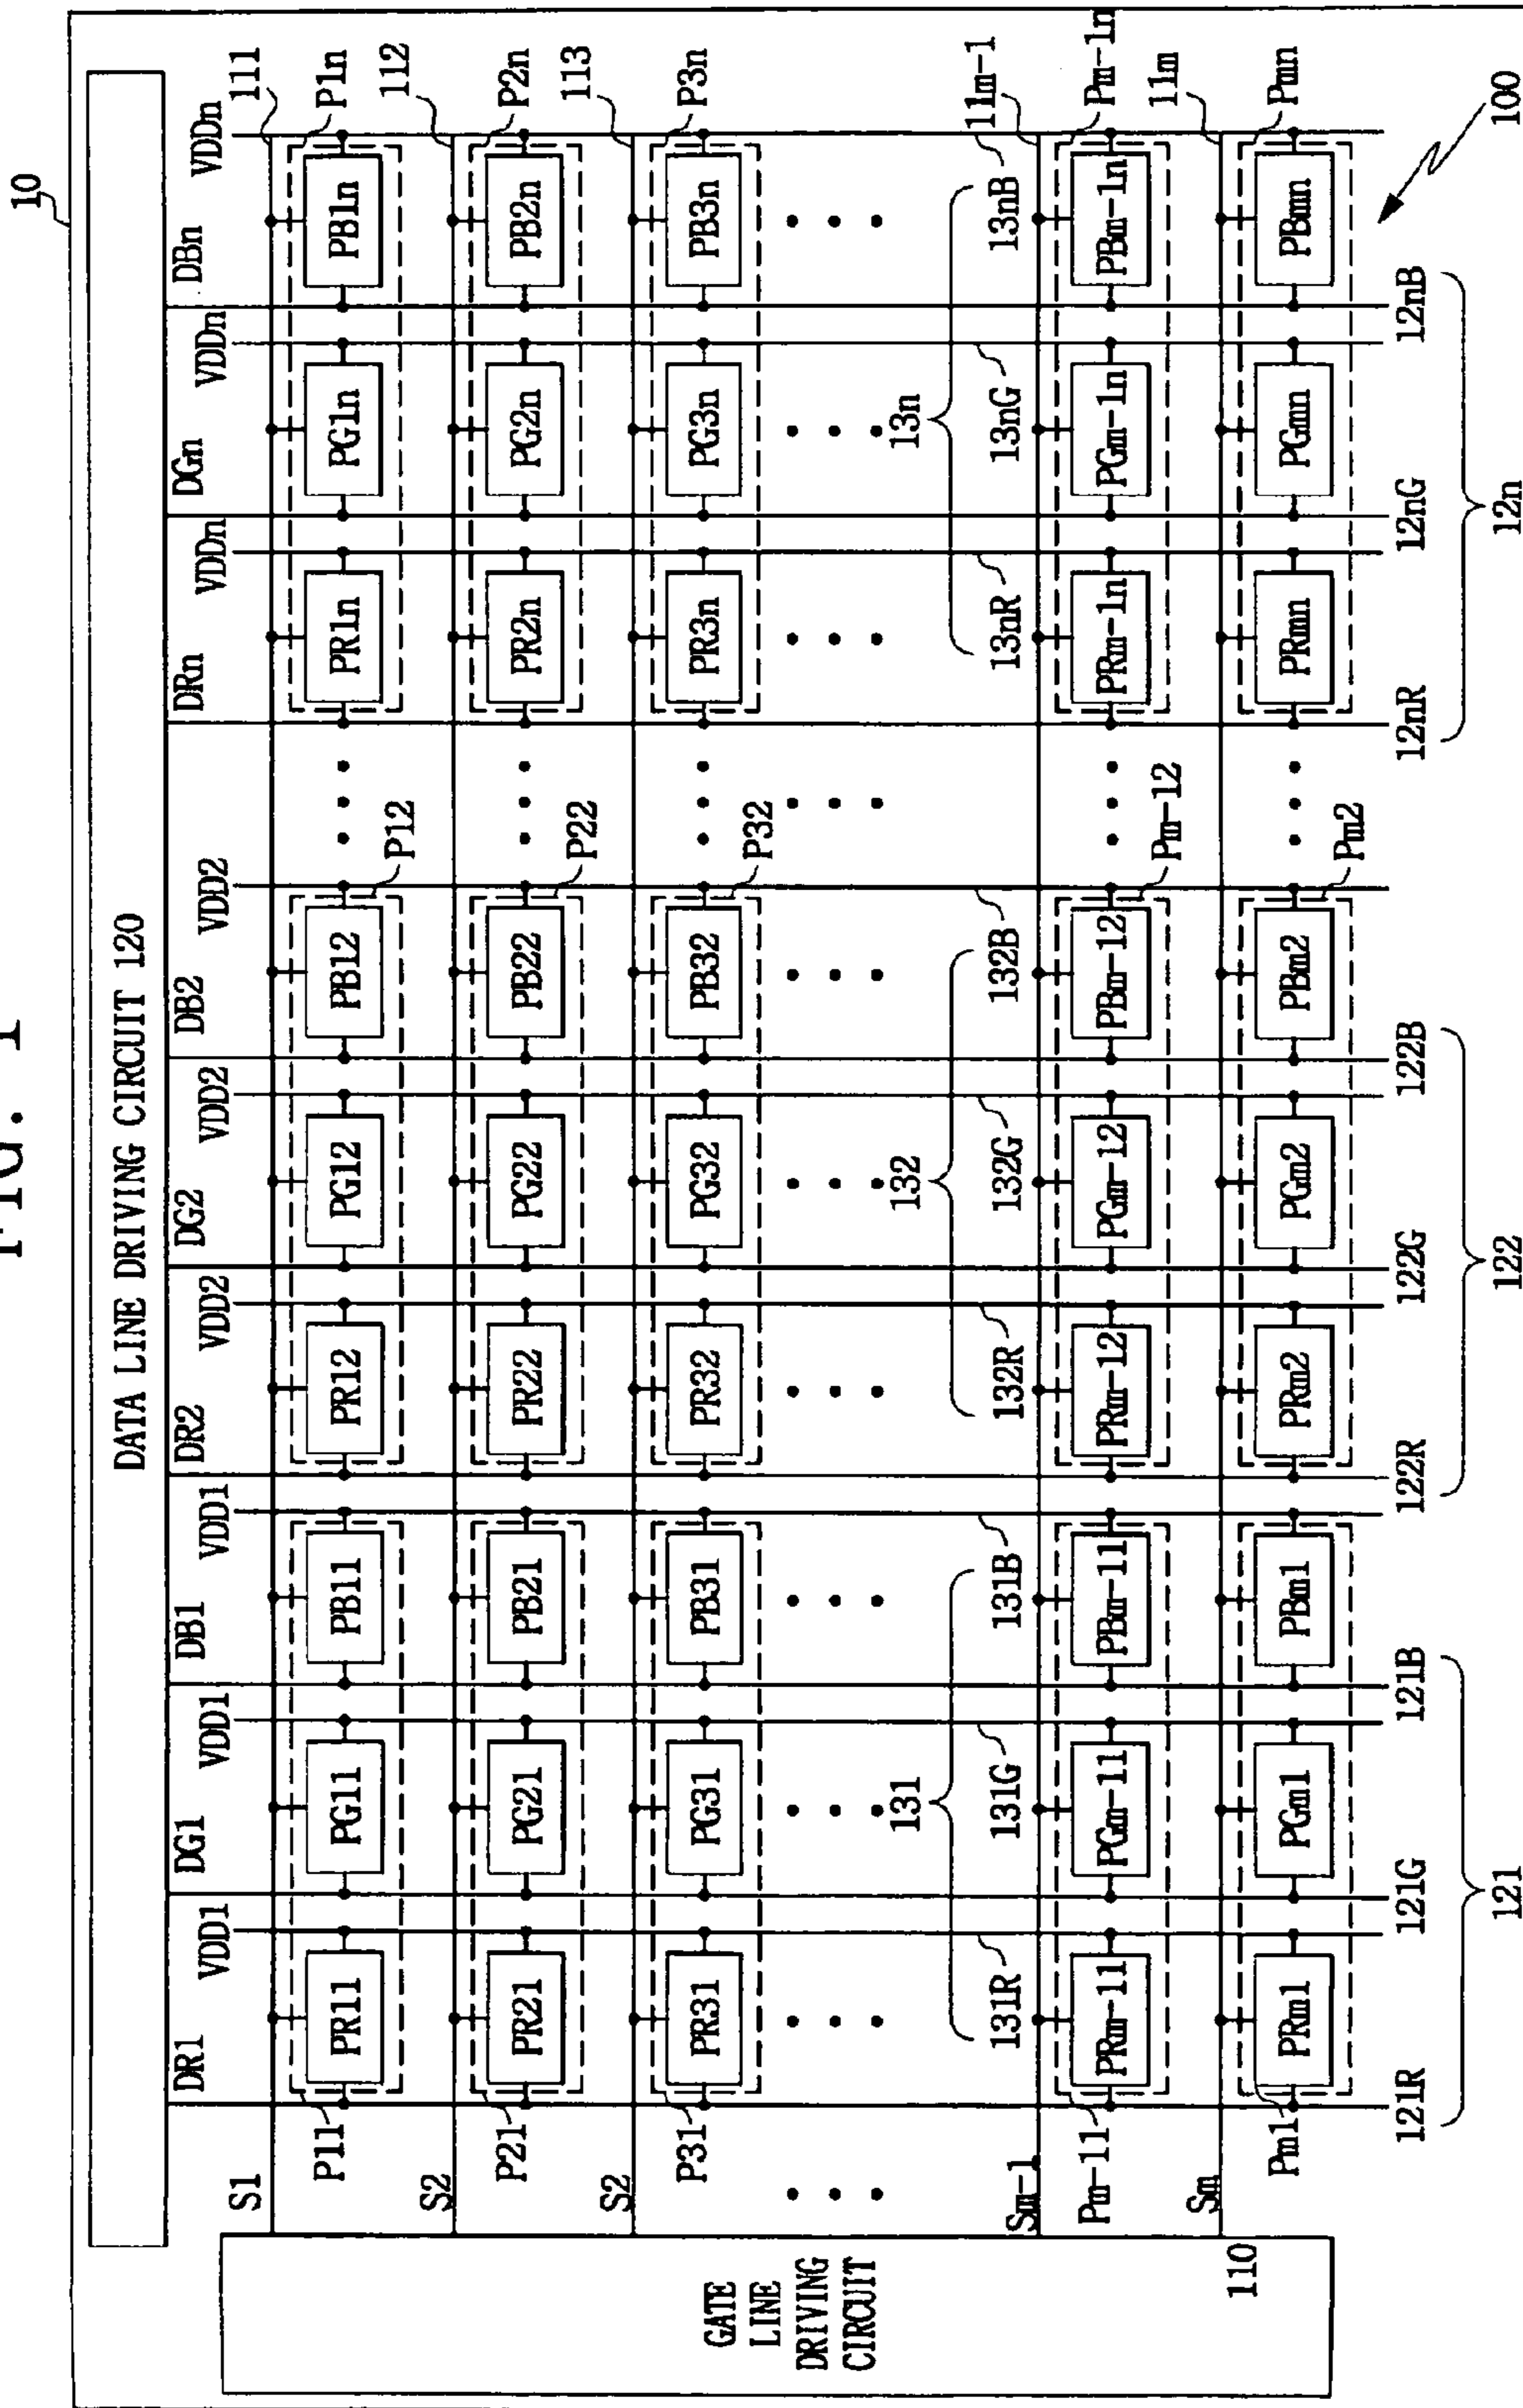 FIG. 1
10
DATA LINE DRIVING CIRCUIT 120
DR1 DG1 DB1 DR2 DG2 DB2 DRn DGn DBn
VDD1 VDD1 VDD1 VDD2 VDD2 VDD2 VDDn VDDn VDDn
S1 111
P11 PR11 PG11 PB11 PR12 PG12 PB12 P12 PR1n PG1n PB1n P1n
S2 112
P21 PR21 PG21 PB21 PR22 PG22 PB22 P22 PR2n PG2n PB2n P2n
S2 113
P31 PR31 PG31 PB31 PR32 PG32 PB32 P32 PR3n PG3n PB3n P3n
GATE
LINE
DRIVING
CIRCUIT
110
131 132 13n
131R 131G 131B 132R 132G 132B 13nR 13nG 13nB
Sm-1 11m-1
Pm-11 PRm-11 PGm-11 PBm-11 PRm-12 PGm-12 PBm-12 Pm-12 PRm-1n PGm-1n PBm-1n Pm-1n
Sm 11m
Pm1 PRm1 PGm1 PBm1 PRm2 PGm2 PBm2 Pm2 PRmn PGmn PBmn Pmn
121R 121G 121B 122R 122G 122B 12nR 12nG 12nB
121 122 12n
100